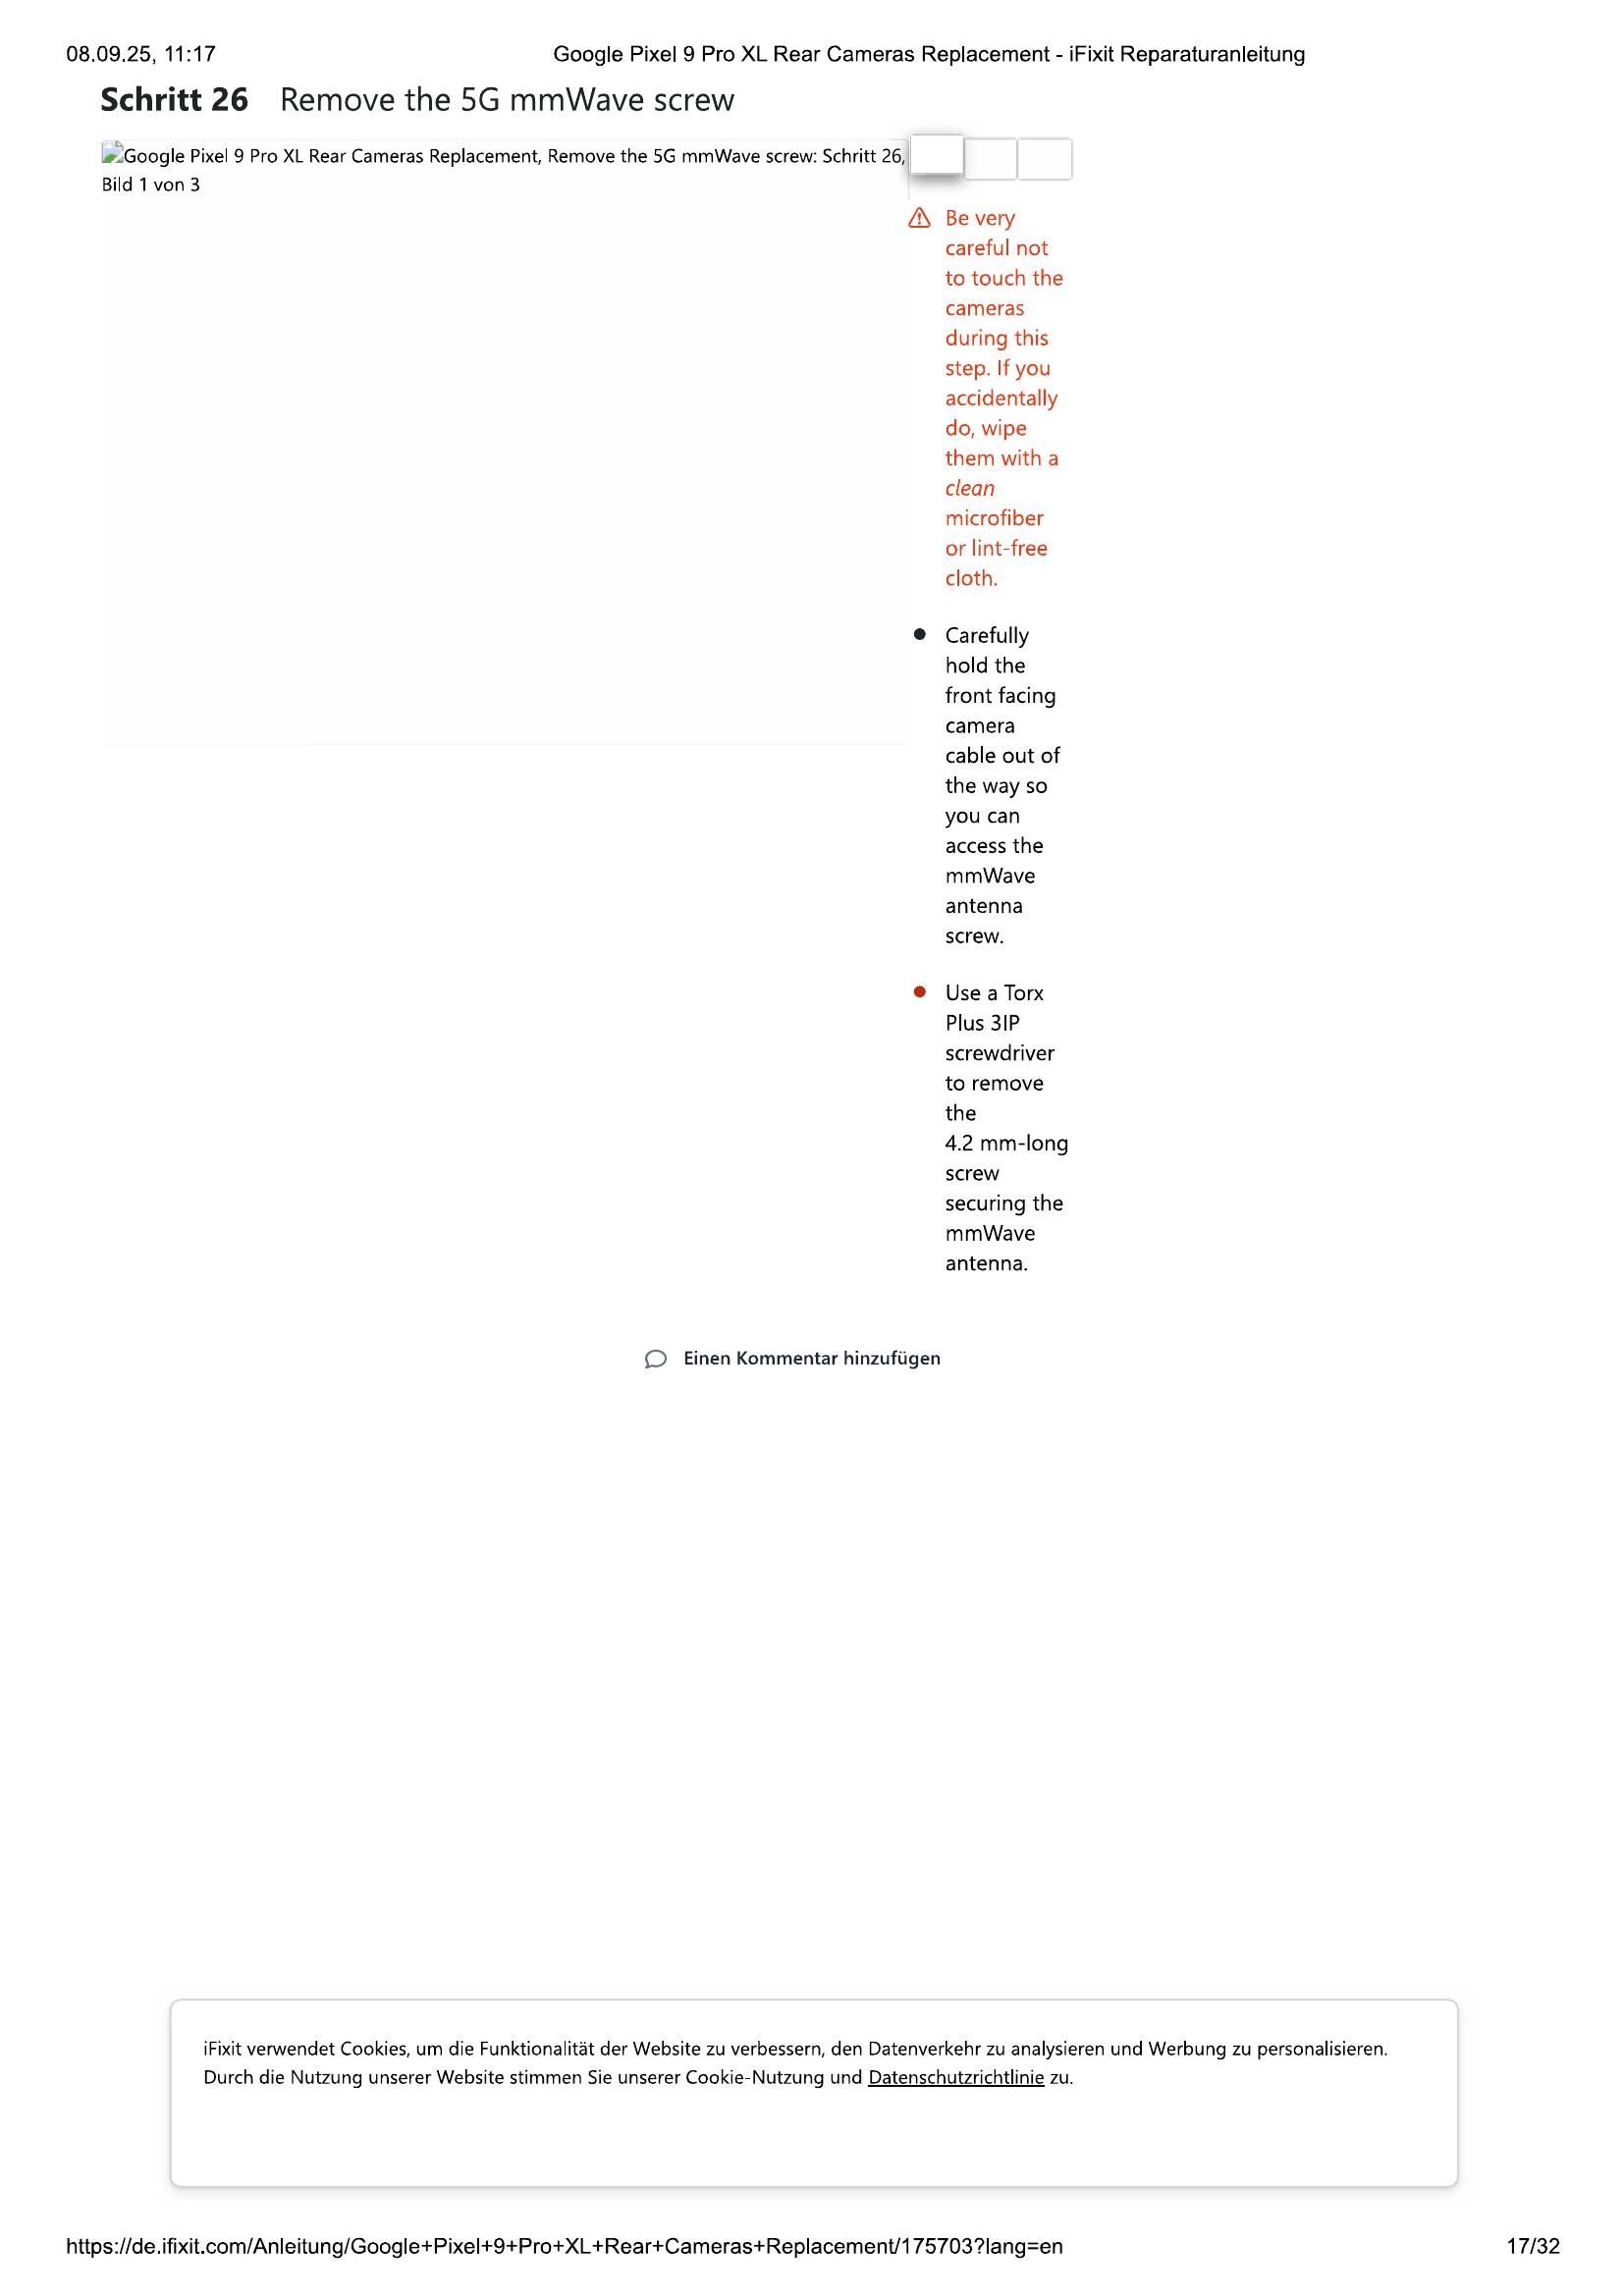 08.09.25, 11:17
Google Pixel 9 Pro XL Rear Cameras Replacement - iFixit Reparaturanleitung
Schritt 26 Remove the 5G mmWave screw
Google Pixel 9 Pro XL Rear Cameras Replacement, Remove the 5G mmWave screw: Schritt 26,
Bild 1 von 3
Be very
careful not
to touch the
cameras
during this
step. If you
accidentally
do, wipe
them with a
clean
microfiber
or lint-free
cloth.
Carefully
hold the
front facing
camera
cable out of
the way so
you can
access the
mmWave
antenna
screw.
Use a Torx
Plus 3IP
screwdriver
to remove
the
4.2 mm-long
screw
securing the
mmWave
antenna.
Einen Kommentar hinzufügen
iFixit verwendet Cookies, um die Funktionalität der Website zu verbessern, den Datenverkehr zu analysieren und Werbung zu personalisieren.
Durch die Nutzung unserer Website stimmen Sie unserer Cookie-Nutzung und Datenschutzrichtlinie zu.
https://de.ifixit.com/Anleitung/Google+Pixel+9+Pro+XL+Rear+Cameras+Replacement/175703?lang=en
17/32